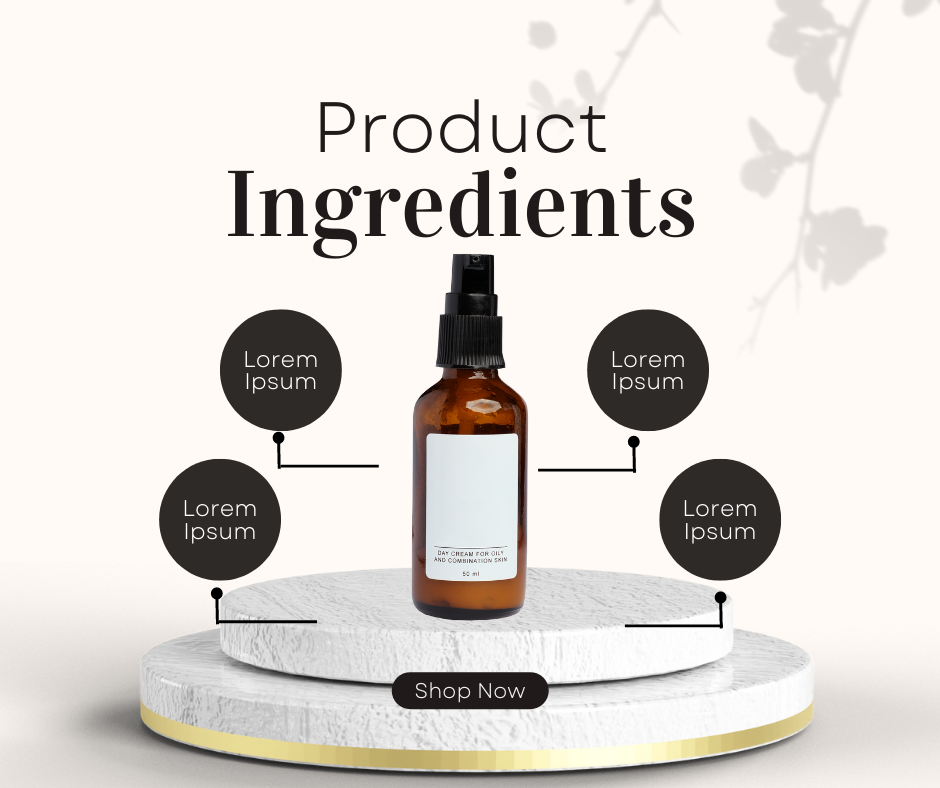 Product
Ingredients
Lorem
Ipsum
Lorem
Ipsum
Lorem
Ipsum
Lorem
Ipsum
DAY CREAM FOR OILY
AND COMBINATION SKIN
50 ml
Shop Now